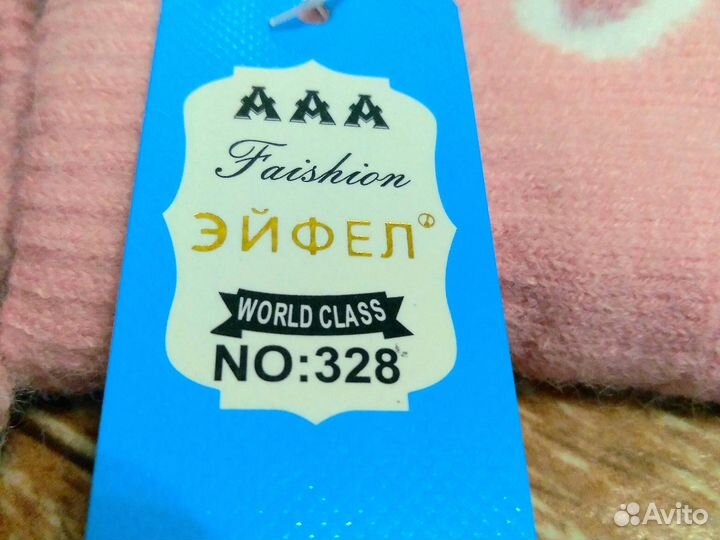 AAA
Faishion
ЭЙФЕЛ
WORLD CLASS
NO:328
Avito